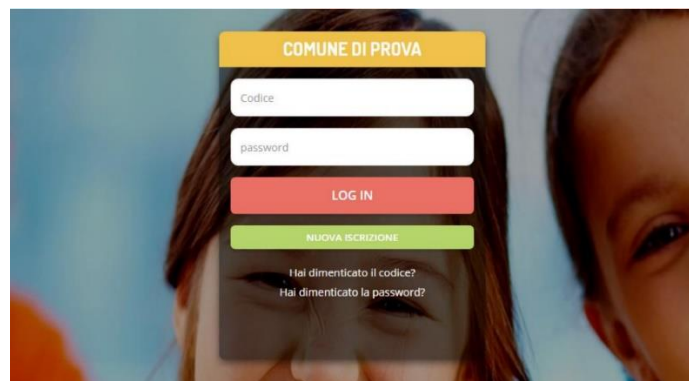 COMUNE DI PROVA
Codice
password
LOG IN
NUOVA ISCRIZIONE
Hai dimenticato il codice?
Hai dimenticato la password?